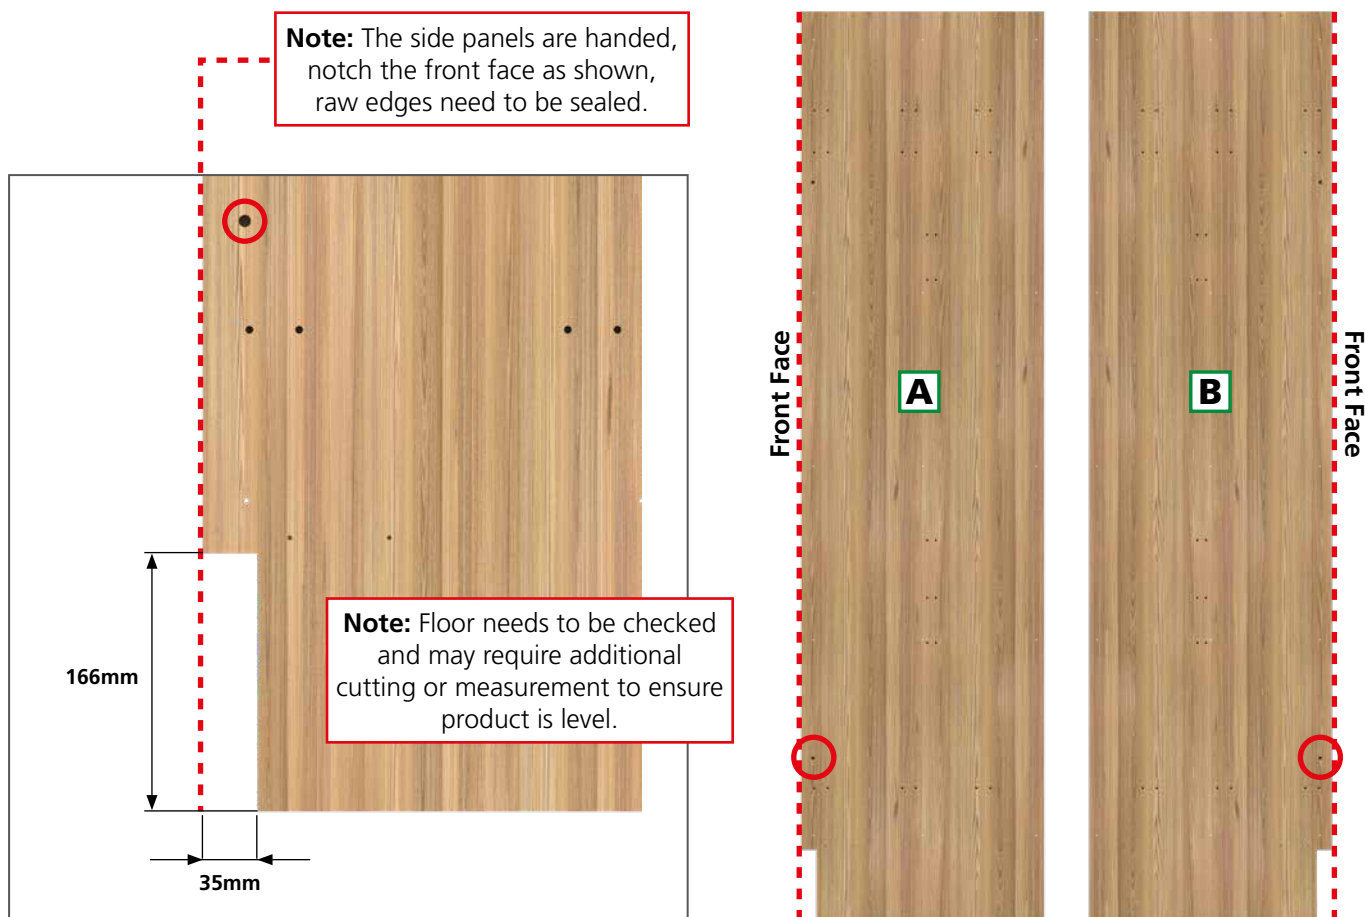 Note: The side panels are handed,
notch the front face as shown,
raw edges need to be sealed.
166mm
35mm
Note: Floor needs to be checked
and may require additional
cutting or measurement to ensure
product is level.
Front Face
A
B
Front Face